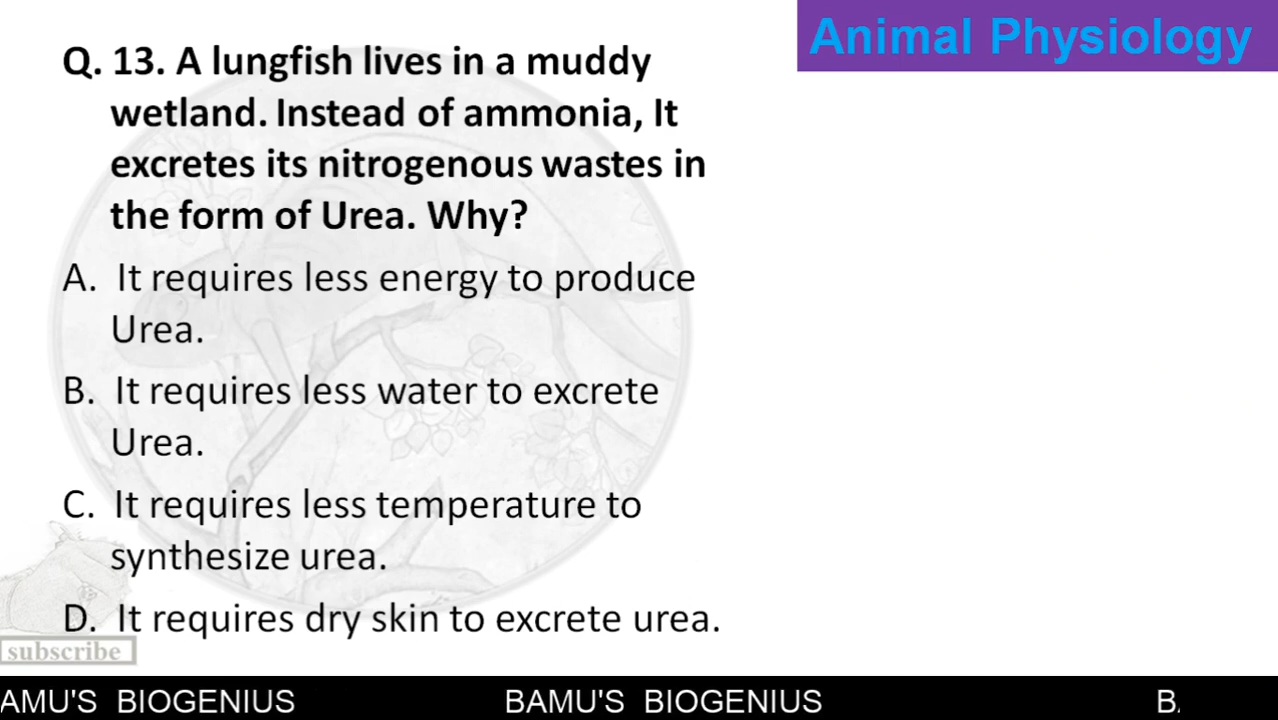 Animal Physiology
Q. 13. A lungfish lives in a muddy
wetland. Instead of ammonia, It
excretes its nitrogenous wastes in
the form of Urea. Why?
A. It requires less energy to produce
Urea.
B. It requires less water to excrete
Urea.
C. It requires less temperature to
synthesize urea.
D. It requires dry skin to excrete urea.
subscribe
AMU'S BIOGENIUS BAMU'S BIOGENIUS B